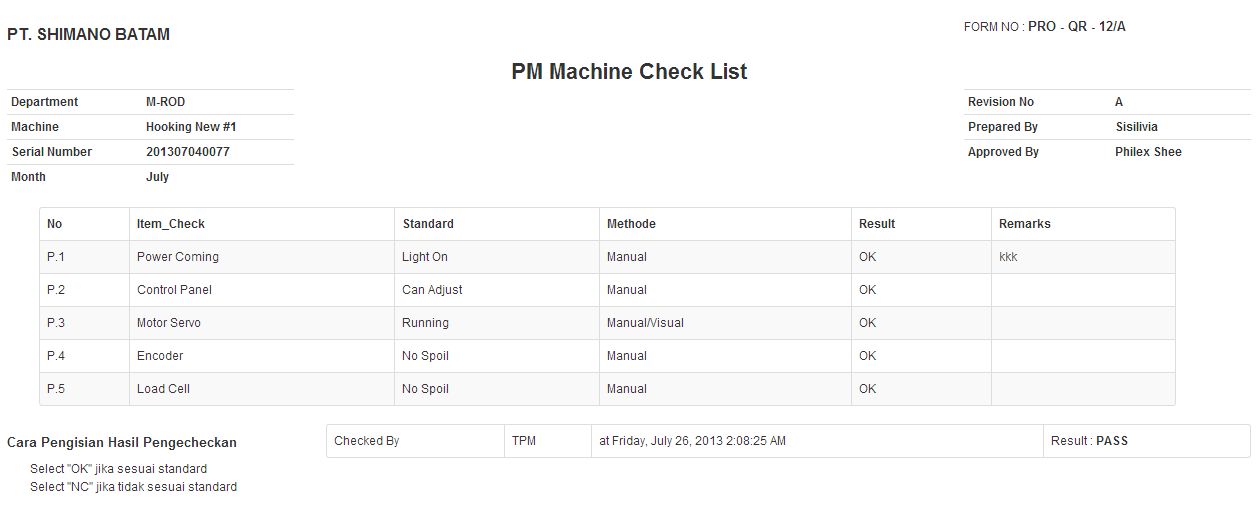 PT. SHIMANO BATAM
FORM NO : PRO - QR - 12/A
PM Machine Check List
Department M-ROD
Machine Hooking New #1
Serial Number 201307040077
Month July
Revision No A
Prepared By Sisilivia
Approved By Philex Shee
No Item_Check Standard Methode Result Remarks
P.1 Power Coming Light On Manual OK kkk
P.2 Control Panel Can Adjust Manual OK
P.3 Motor Servo Running Manual/Visual OK
P.4 Encoder No Spoil Manual OK
P.5 Load Cell No Spoil Manual OK
Checked By TPM at Friday, July 26, 2013 2:08:25 AM Result : PASS
Cara Pengisian Hasil Pengecheckan
Select "OK" jika sesuai standard
Select "NC" jika tidak sesuai standard